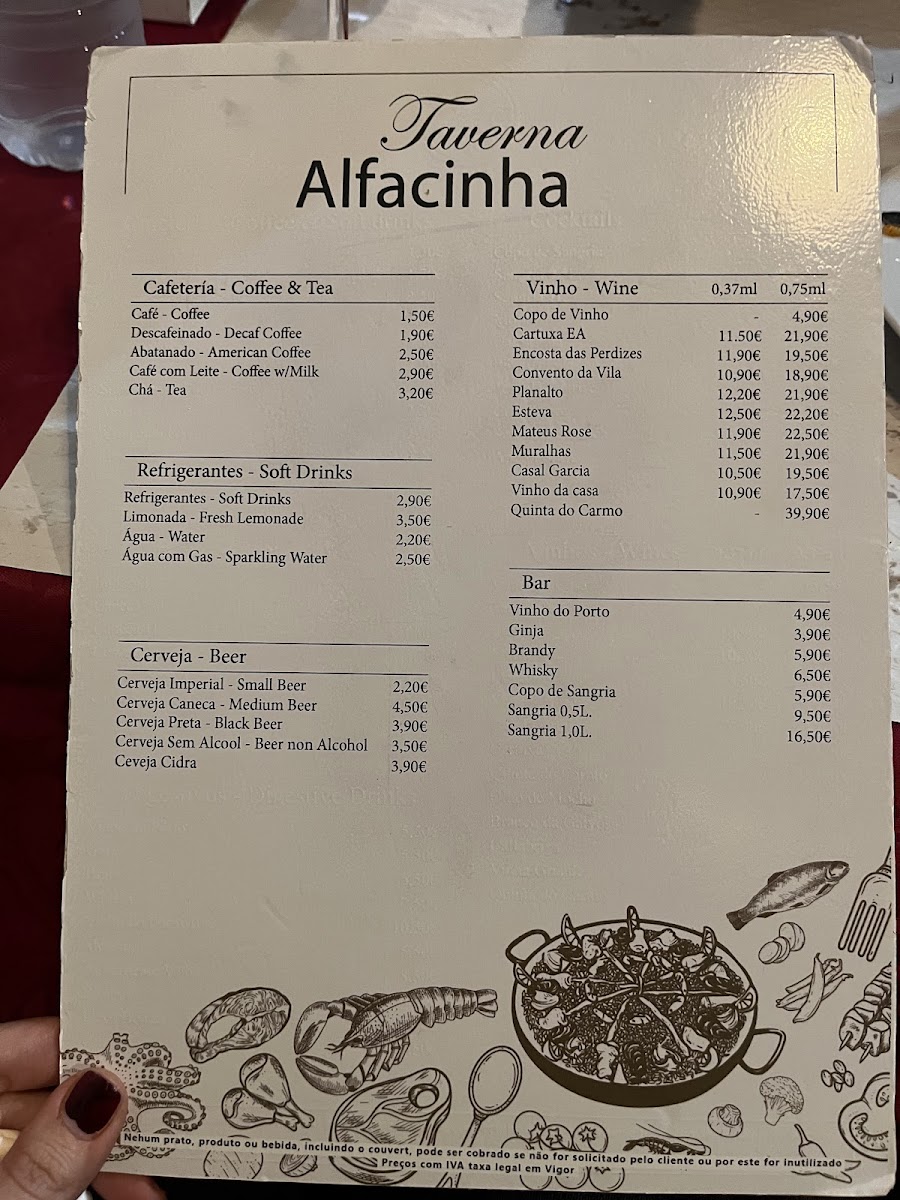 Taverna
Alfacinha
Cafetería - Coffee & Tea
Café - Coffee 1,50€
Descafeinado - Decaf Coffee 1,90€
Abatanado - American Coffee 2,50€
Café com Leite - Coffee w/Milk 2,90€
Chá - Tea 3,20€
Refrigerantes - Soft Drinks
Refrigerantes - Soft Drinks 2,90€
Limonada - Fresh Lemonade 3,50€
Água - Water 2,20€
Água com Gas - Sparkling Water 2,50€
Cerveja - Beer
Cerveja Imperial - Small Beer 2,20€
Cerveja Caneca - Medium Beer 4,50€
Cerveja Preta - Black Beer 3,90€
Cerveja Sem Alcool - Beer non Alcohol 3,50€
Ceveja Cidra 3,90€
Vinho - Wine 0,37ml 0,75ml
Copo de Vinho - 4,90€
Cartuxa EA 11.50€ 21,90€
Encosta das Perdizes 11,90€ 19,50€
Convento da Vila 10,90€ 18,90€
Planalto 12,20€ 21,90€
Esteva 12,50€ 22,20€
Mateus Rose 11,90€ 22,50€
Muralhas 11,50€ 21,90€
Casal Garcia 10,50€ 19,50€
Vinho da casa 10,90€ 17,50€
Quinta do Carmo - 39,90€
Bar
Vinho do Porto 4,90€
Ginja 3,90€
Brandy 5,90€
Whisky 6,50€
Copo de Sangria 5,90€
Sangria 0,5L. 9,50€
Sangria 1,0L. 16,50€
Nehum prato, produto ou bebida, incluindo o couvert, pode ser cobrado se não for solicitado pelo cliente ou por este for inutilizado
Preços com IVA taxa legal em Vigor